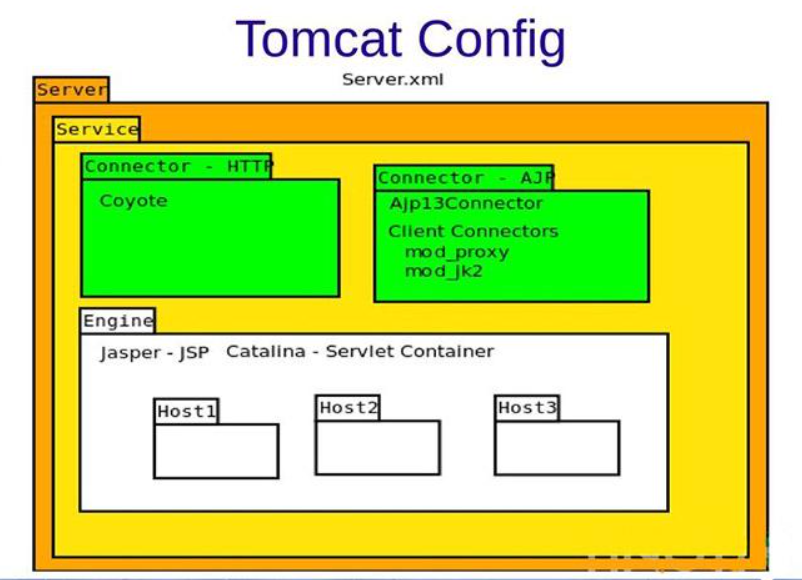 Tomcat Config
Server.xml
Server
Service
Connector - HTTP
Coyote
Connector - AJP
Ajp13Connector
Client Connectors
mod_proxy
mod_jk2
Engine
Jasper - JSP Catalina - Servlet Container
Host1
Host2
Host3